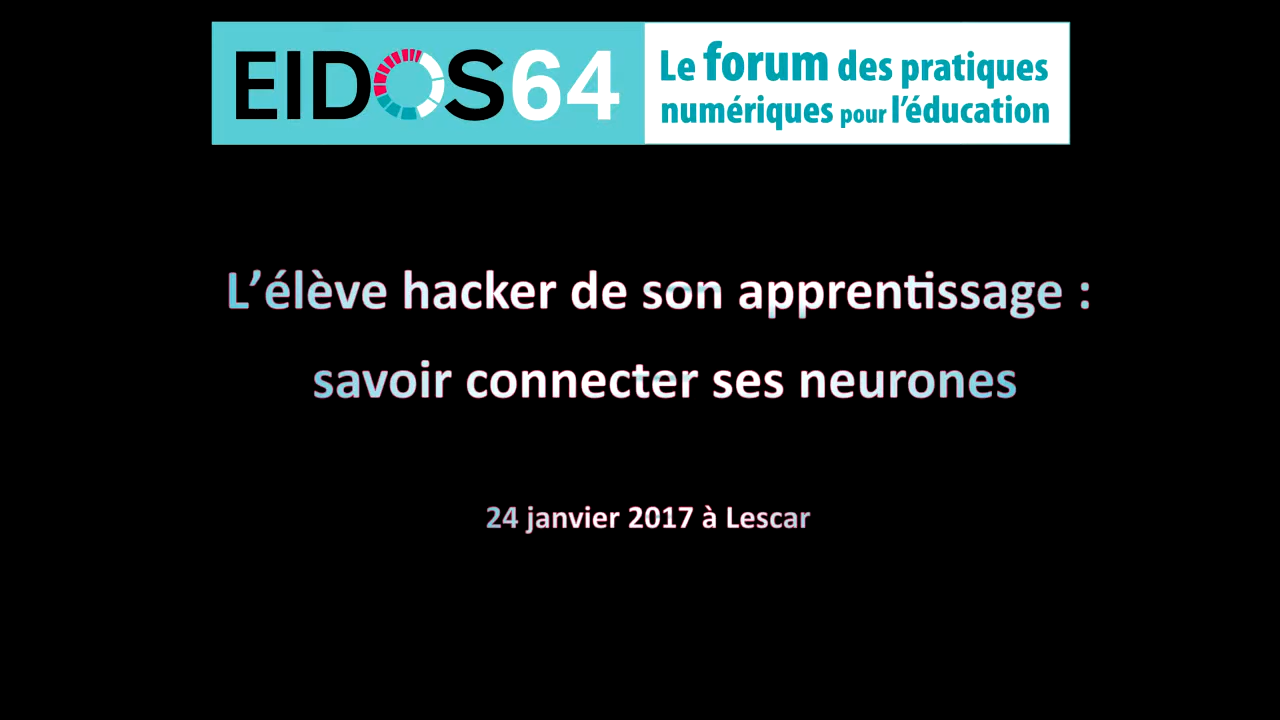 EIDOS64
Le forum des pratiques
numériques pour l’éducation
L’élève hacker de son apprentissage :
savoir connecter ses neurones
24 janvier 2017 à Lescar